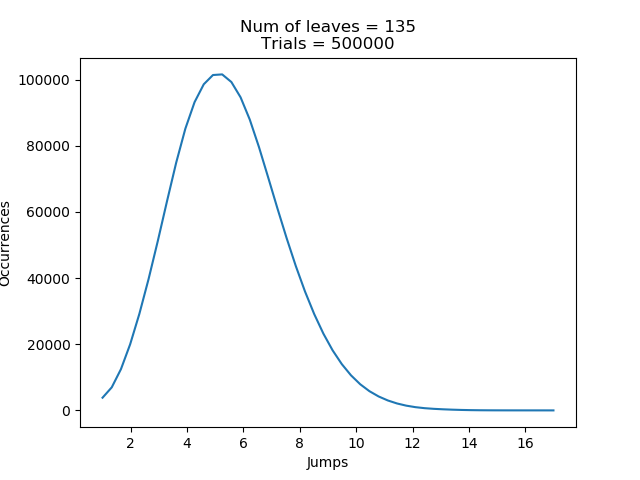 Num of leaves = 135
Trials = 500000
100000
80000
60000
40000
20000
0
Occurrences
2 4 6 8 10 12 14 16
Jumps